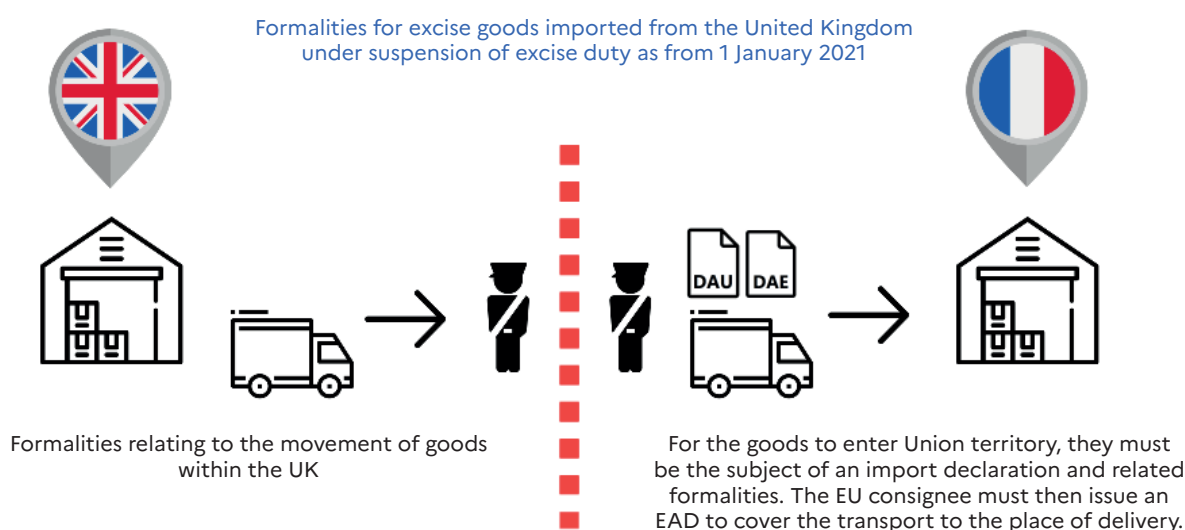 Formalities for excise goods imported from the United Kingdom
under suspension of excise duty as from 1 January 2021
DAU DAE
Formalities relating to the movement of goods
within the UK
For the goods to enter Union territory, they must
be the subject of an import declaration and related
formalities. The EU consignee must then issue an
EAD to cover the transport to the place of delivery.